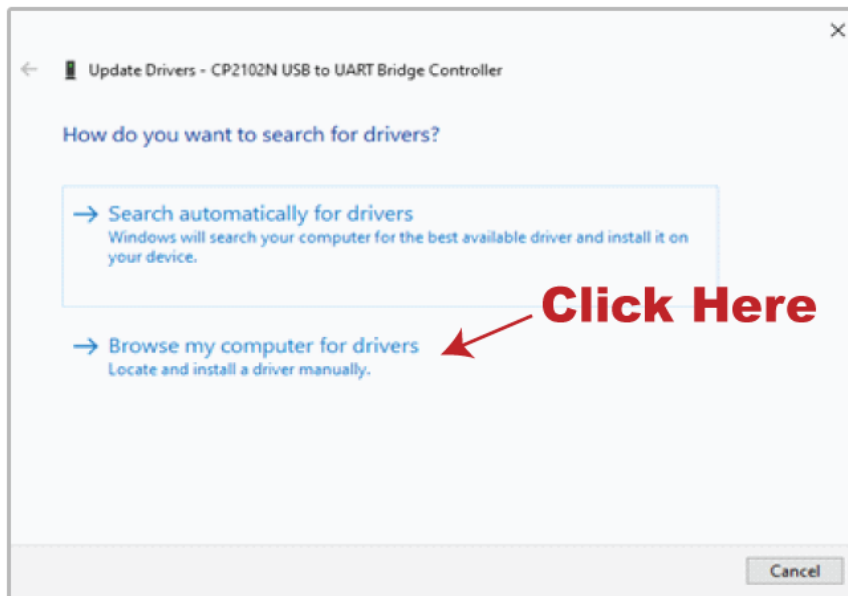 Update Drivers - CP2102N USB to UART Bridge Controller
How do you want to search for drivers?
Search automatically for drivers
Windows will search your computer for the best available driver and install it on
your device.
Click Here
Browse my computer for drivers
Locate and install a driver manually.
Cancel